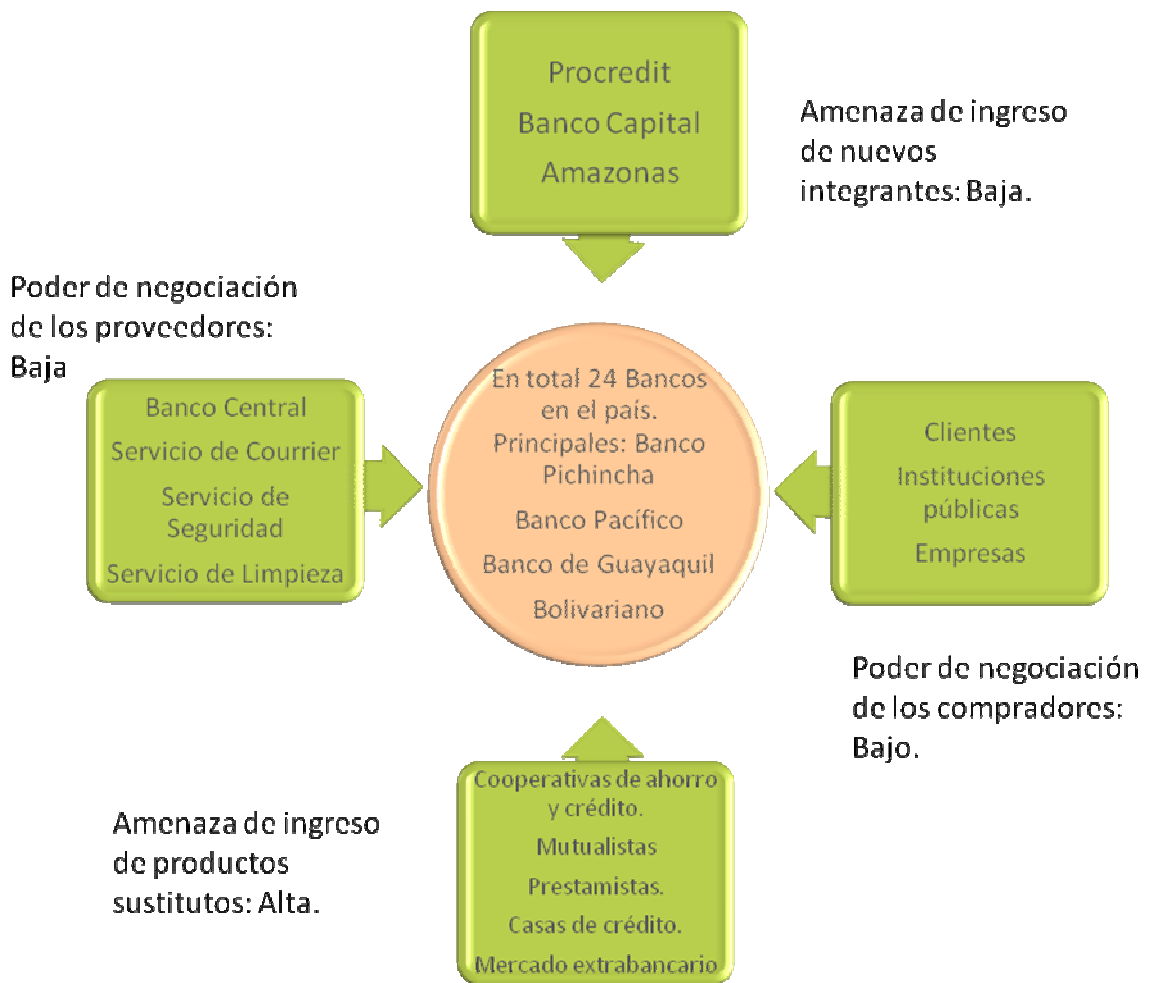 Procredit
Banco Capital
Amazonas
Amenaza de ingreso
de nuevos
integrantes: Baja.
Poder de negociación
de los proveedores:
Baja
Banco Central
Servicio de Courrier
Servicio de
Seguridad
Servicio de Limpieza
En total 24 Bancos
en el país.
Principales: Banco
Pichincha
Banco Pacífico
Banco de Guayaquil
Bolivariano
Clientes
Instituciones
públicas
Empresas
Poder de negociación
de los compradores:
Bajo.
Amenaza de ingreso
de productos
sustitutos: Alta.
Cooperativas de ahorro
y crédito.
Mutualistas
Prestamistas.
Casas de crédito.
Mercado extrabancario